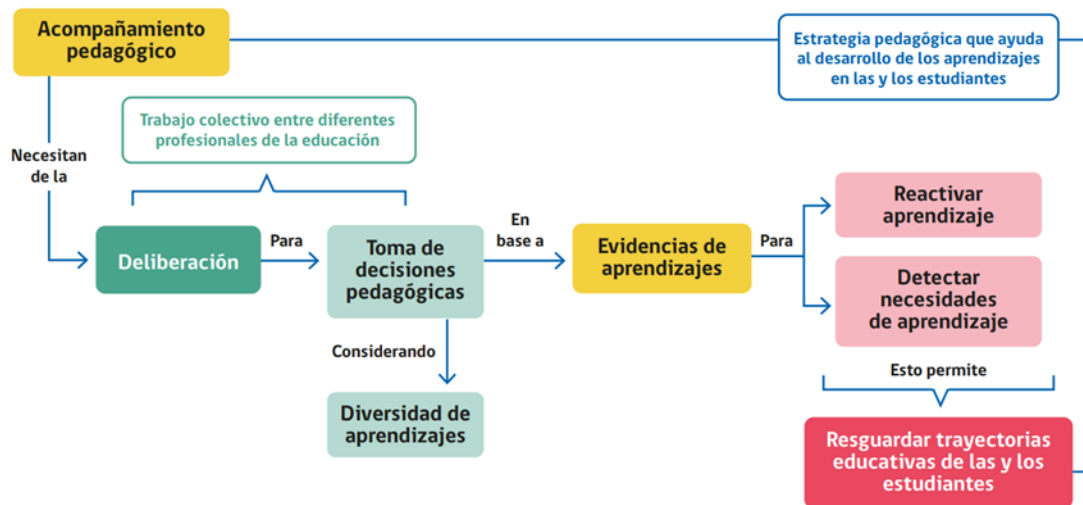 Acompañamiento
pedagógico
Estrategia pedagógica que ayuda
al desarrollo de los aprendizajes
en las y los estudiantes
Trabajo colectivo entre diferentes
profesionales de la educación
Necesitan
de la
Deliberación
Para
Toma de
decisiones
pedagógicas
En
base a
Evidencias de
aprendizajes
Para
Reactivar
aprendizaje
Detectar
necesidades
de aprendizaje
Considerando
Diversidad de
aprendizajes
Esto permite
Resguardar trayectorias
educativas de las y los
estudiantes